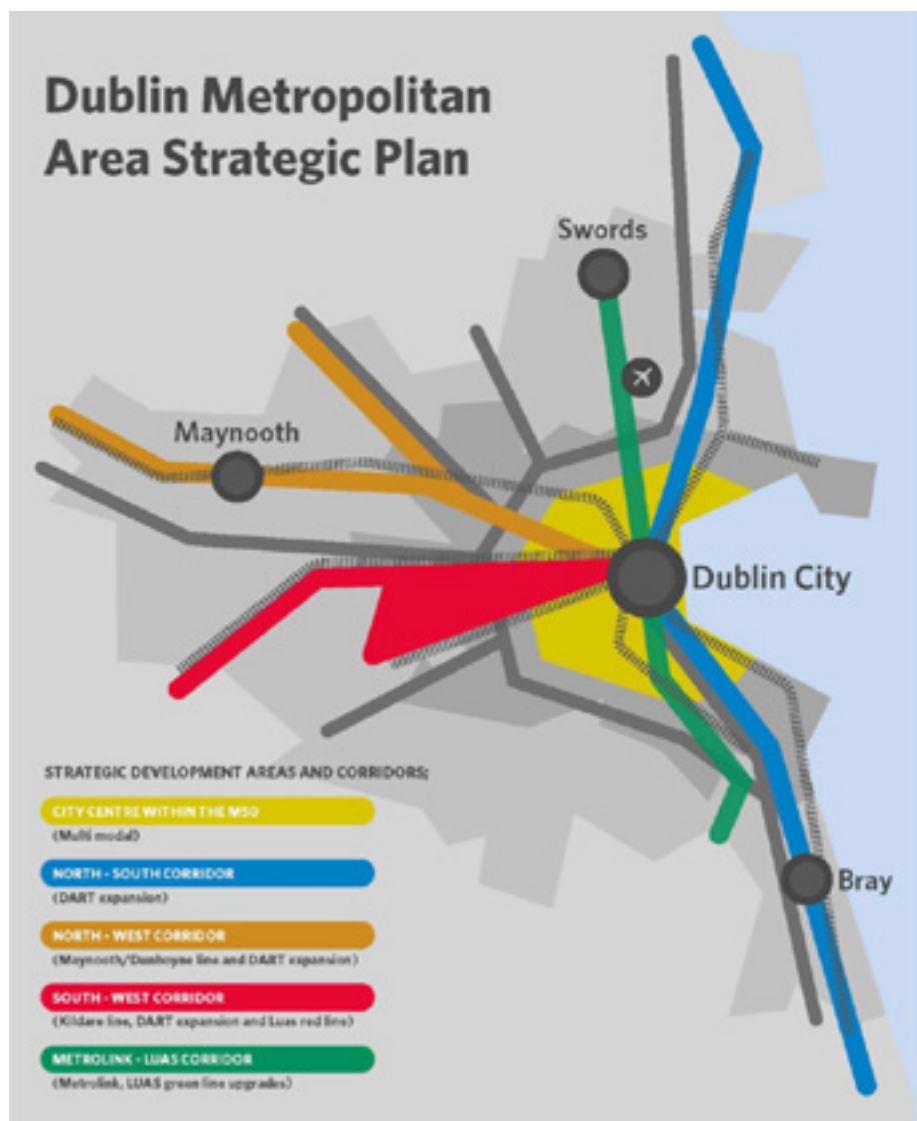 Dublin Metropolitan
Area Strategic Plan
Swords
Maynooth
Dublin City
Bray
STRATEGIC DEVELOPMENT AREAS AND CORRIDORS;
CITY CENTRE WITHIN THE M50
(Multi modal)
NORTH - SOUTH CORRIDOR
(DART expansion)
NORTH - WEST CORRIDOR
(Maynooth/Dunboyne line and DART expansion)
SOUTH - WEST CORRIDOR
(Kildare line, DART expansion and Luas red line)
METROLINK - LUAS CORRIDOR
(Metrolink, LUAS green line upgrades)